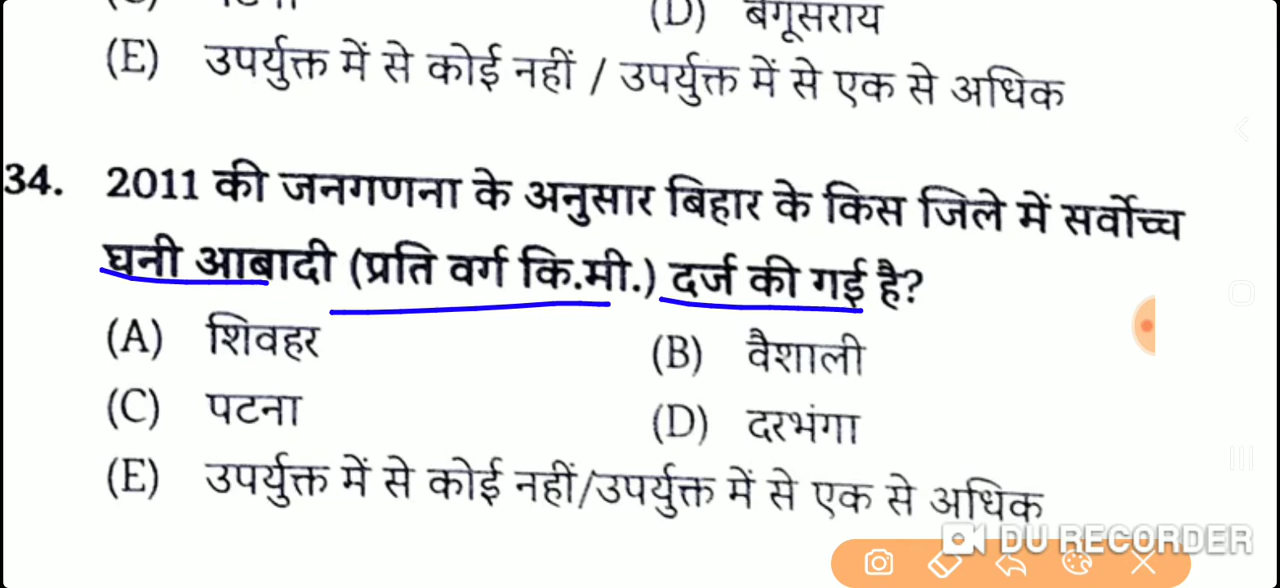 (D) बेगूसराय
(E) उपर्युक्त में से कोई नहीं / उपर्युक्त में से एक से अधिक
34. 2011 की जनगणना के अनुसार बिहार के किस जिले में सर्वोच्च
घनी आबादी (प्रति वर्ग कि.मी.) दर्ज की गई है?
(A) शिवहर
(B) वैशाली
(C) पटना
(D) दरभंगा
(E) उपर्युक्त में से कोई नहीं/उपर्युक्त में से एक से अधिक
DU RECORDER